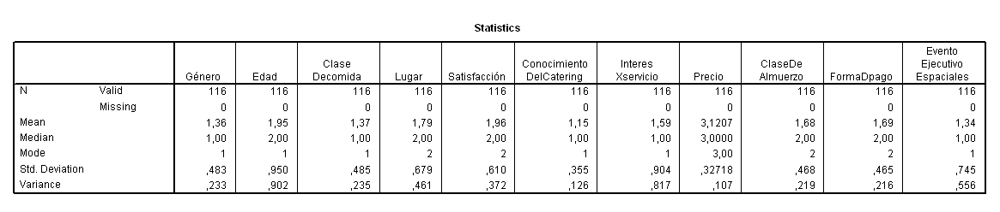 Statistics
Género Edad Clase Decomida Lugar Satisfacción Conocimiento DelCatering Interes Xservicio Precio ClaseDe Almuerzo FormaDpago Evento Ejecutivo Espaciales
N Valid 116 116 116 116 116 116 116 116 116 116 116
Missing 0 0 0 0 0 0 0 0 0 0 0
Mean 1,36 1,95 1,37 1,79 1,96 1,15 1,59 3,1207 1,68 1,69 1,34
Median 1,00 2,00 1,00 2,00 2,00 1,00 1,00 3,0000 2,00 2,00 1,00
Mode 1 1 1 2 2 1 1 3,00 2 2 1
Std. Deviation ,483 ,950 ,485 ,679 ,610 ,355 ,904 ,32718 ,468 ,465 ,745
Variance ,233 ,902 ,235 ,461 ,372 ,126 ,817 ,107 ,219 ,216 ,556